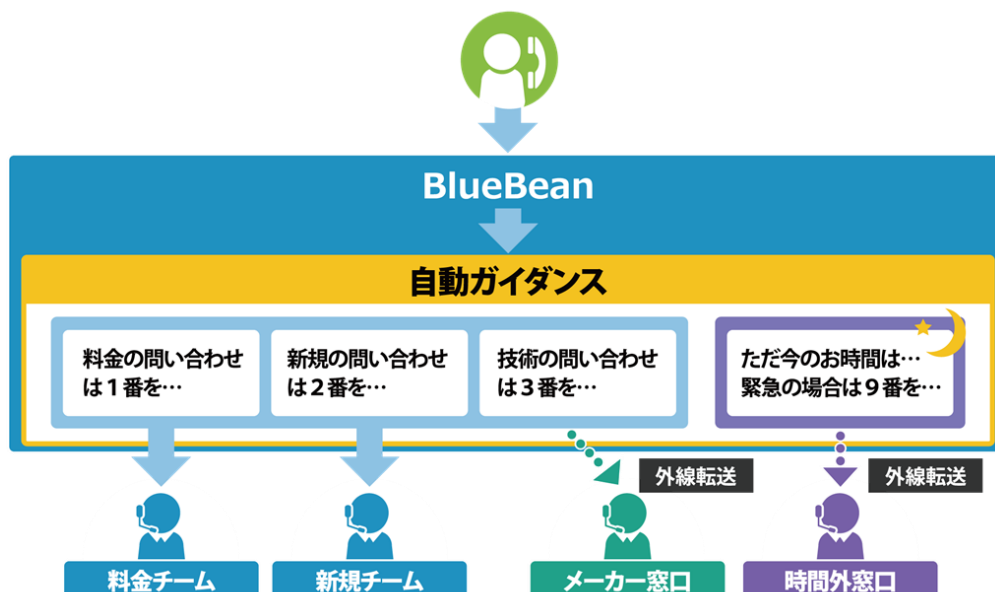 BlueBean
自動ガイダンス
料金の問い合わせ
は1番を…
新規の問い合わせ
は2番を…
技術の問い合わせ
は3番を…
ただ今のお時間は…
緊急の場合は9番を…
外線転送
外線転送
料金チーム
新規チーム
メーカー窓口
時間外窓口